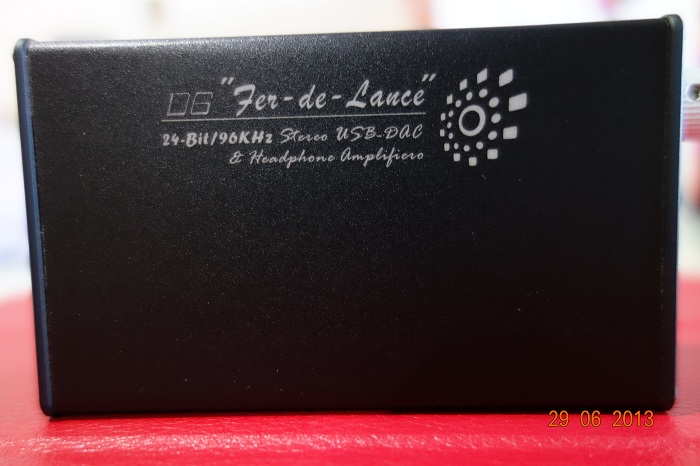 DG "Fer-de-Lance"
24-Bit/96KHz Stereo USB-DAC
& Headphone Amplifiero
29 06 2013